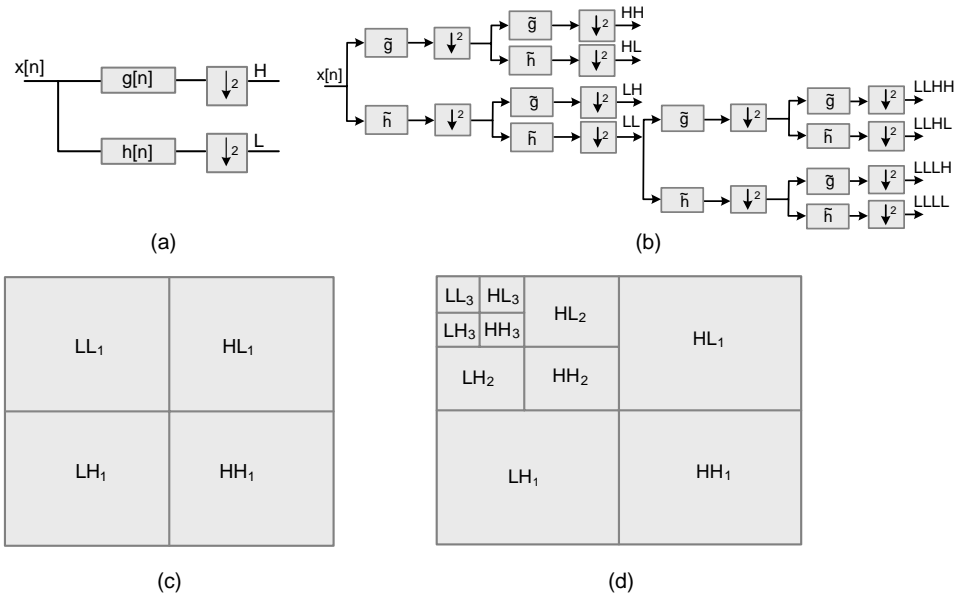 x[n]
g[n]
↓2
H
h[n]
↓2
L
(a)
x[n]
g̃
↓2
g̃
↓2
HH
h̃
↓2
HL
h̃
↓2
g̃
↓2
LH
h̃
↓2
LL
g̃
↓2
g̃
↓2
LLHH
h̃
↓2
LLHL
h̃
↓2
g̃
↓2
LLLH
h̃
↓2
LLLL
(b)
LL₁ HL₁
LH₁ HH₁
(c)
LL₃ HL₃ HL₂ HL₁
LH₃ HH₃
LH₂ HH₂
LH₁ HH₁
(d)